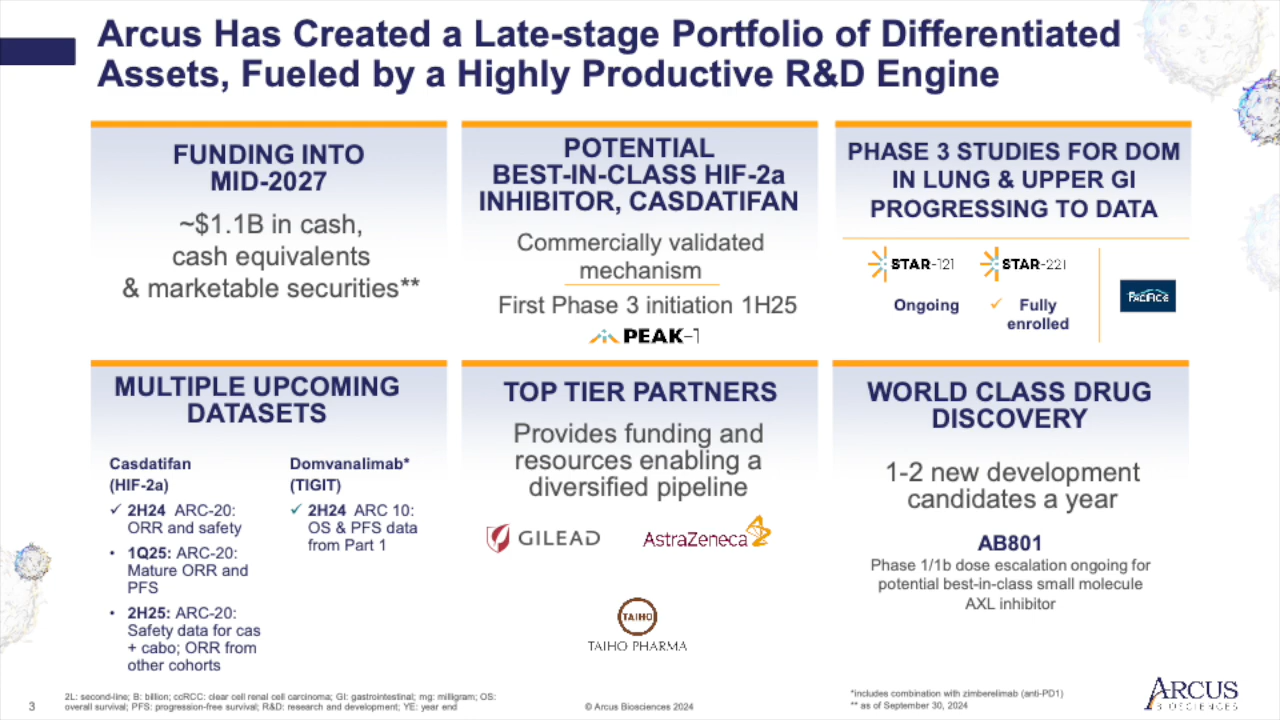 Arcus Has Created a Late-stage Portfolio of Differentiated
Assets, Fueled by a Highly Productive R&D Engine
FUNDING INTO
MID-2027
~$1.1B in cash,
cash equivalents
& marketable securities**
POTENTIAL
BEST-IN-CLASS HIF-2a
INHIBITOR, CASDATIFAN
Commercially validated
mechanism
First Phase 3 initiation 1H25
PEAK-1
PHASE 3 STUDIES FOR DOM
IN LUNG & UPPER GI
PROGRESSING TO DATA
STAR-121
STAR-221
Ongoing
✓ Fully
enrolled
PACIFIC8
MULTIPLE UPCOMING
DATASETS
Casdatifan
(HIF-2a)
✓ 2H24 ARC-20:
ORR and safety
• 1Q25: ARC-20:
Mature ORR and
PFS
• 2H25: ARC-20:
Safety data for cas
+ cabo; ORR from
other cohorts
Domvanalimab*
(TIGIT)
✓ 2H24 ARC 10:
OS & PFS data
from Part 1
TOP TIER PARTNERS
Provides funding and
resources enabling a
diversified pipeline
GILEAD
AstraZeneca
TAIHO
TAIHO PHARMA
WORLD CLASS DRUG
DISCOVERY
1-2 new development
candidates a year
AB801
Phase 1/1b dose escalation ongoing for
potential best-in-class small molecule
AXL inhibitor
3
2L: second-line; B: billion; ccRCC: clear cell renal cell carcinoma; GI: gastrointestinal; mg: milligram; OS:
overall survival; PFS: progression-free survival; R&D: research and development; YE: year end
© Arcus Biosciences 2024
*includes combination with zimberelimab (anti-PD1)
** as of September 30, 2024
ARCUS
BIOSCIENCES